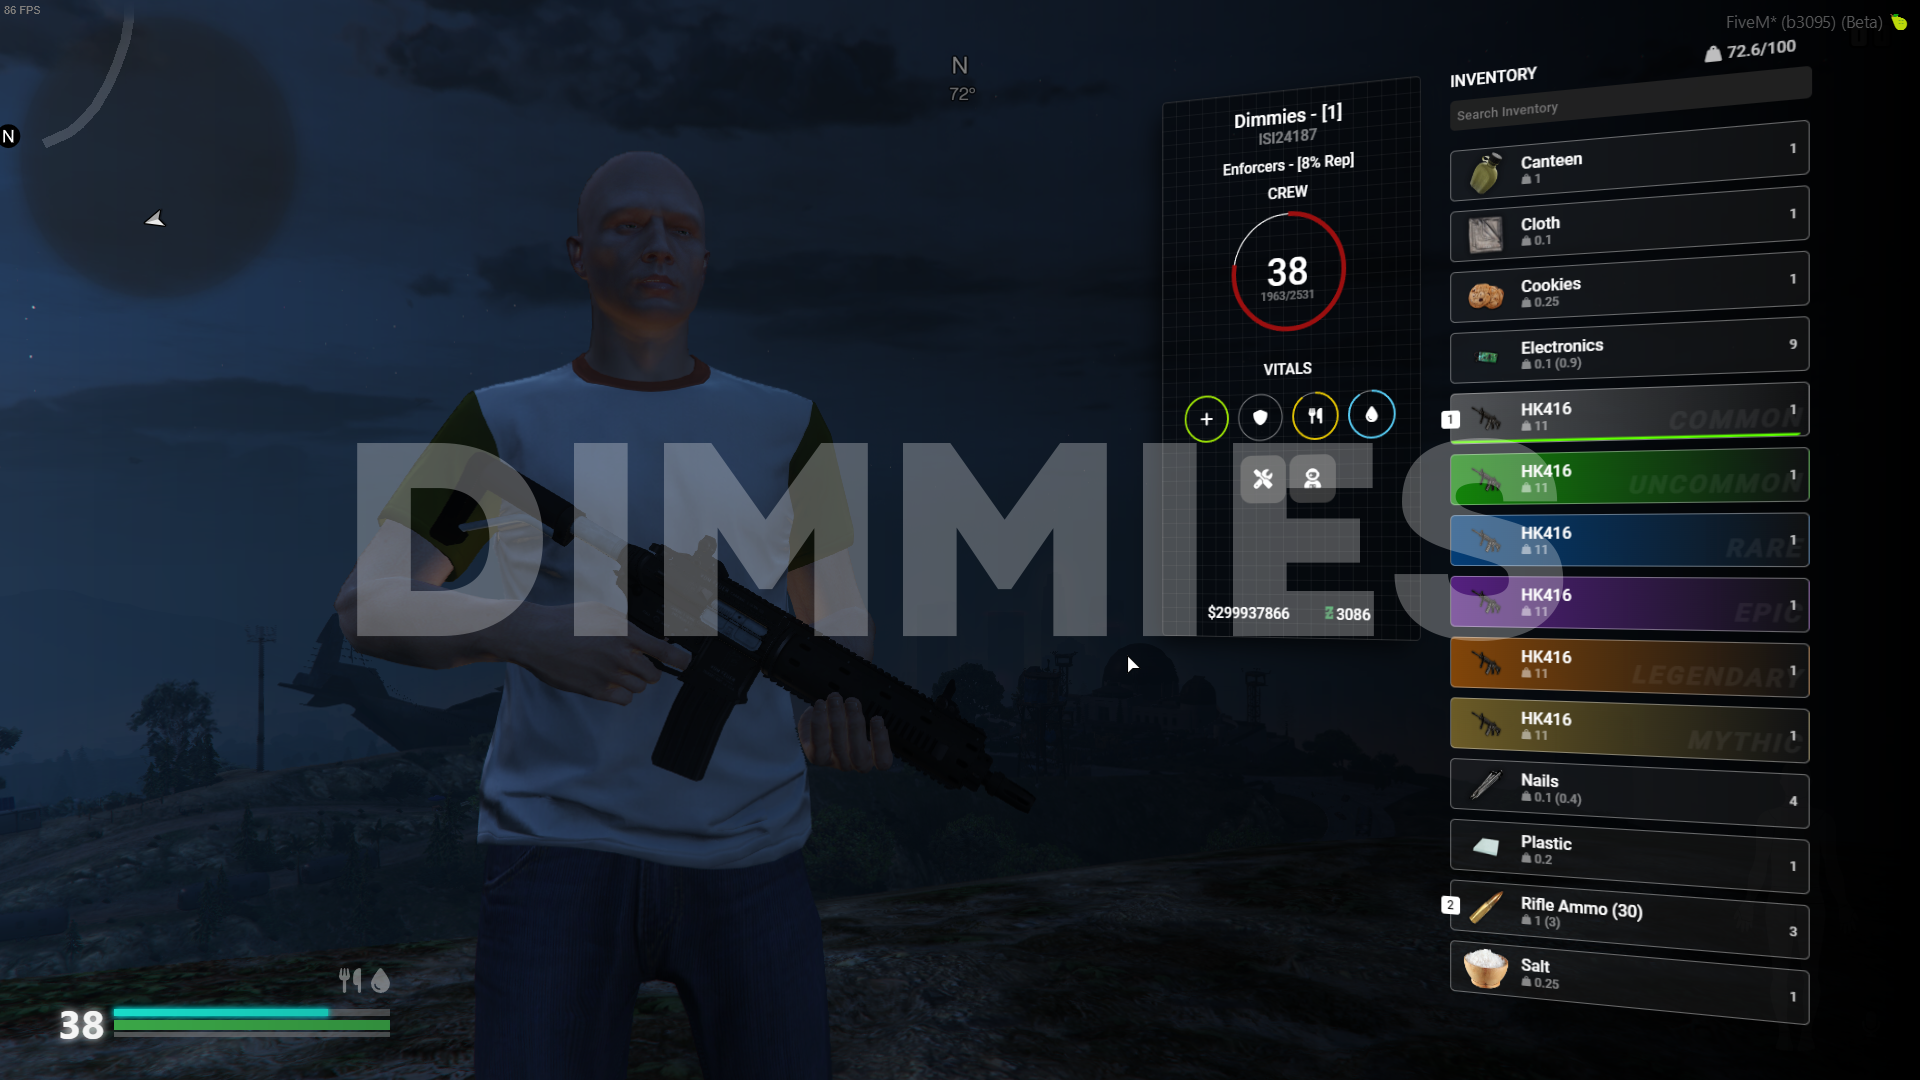 86 FPS
FiveM* (b3095) (Beta)
N
72°
N
72.6/100
INVENTORY
Search Inventory
Dimmies - [1]
ISI24187
Enforcers - [8% Rep]
CREW
38
1963/2531
VITALS
$299937866
3086
Canteen
1
1
Cloth
0.1
1
Cookies
0.25
1
Electronics
0.1 (0.9)
9
1
HK416
11
COMMON
1
HK416
11
UNCOMMON
1
HK416
11
RARE
1
HK416
11
EPIC
1
HK416
11
LEGENDARY
1
HK416
11
MYTHIC
1
Nails
0.1 (0.4)
4
Plastic
0.2
1
2
Rifle Ammo (30)
1 (3)
3
Salt
0.25
1
DIMMIES
38